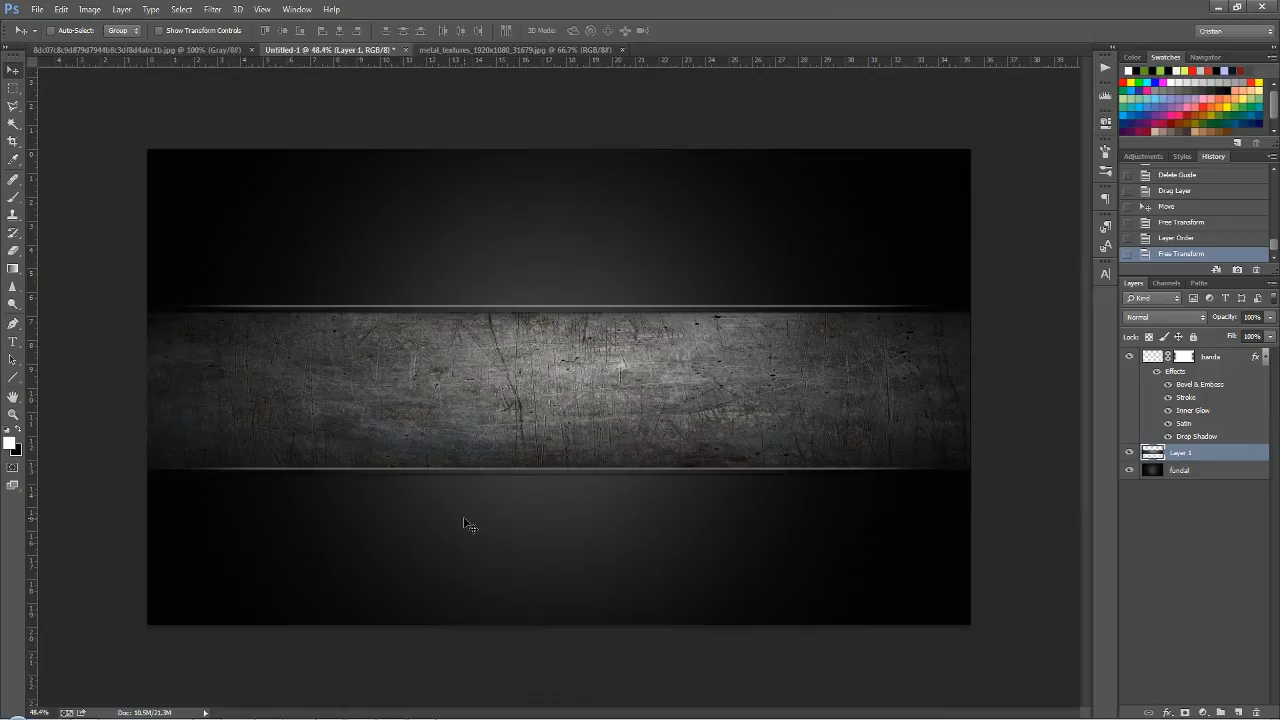 Ps File Edit Image Layer Type Select Filter 3D View Window Help
Auto-Select: Group Show Transform Controls 3D Mode: Cristian
8dc07c8c9d879d7944b8c3df8d4abc1b.jpg @ 100% (Gray/8#) × Untitled-1 @ 48.4% (Layer 1, RGB/8) * × metal_textures_1920x1080_31679.jpg @ 66.7% (RGB/8#) ×
Color Swatches Navigator
Adjustments Styles History
Delete Guide
Drag Layer
Move
Free Transform
Layer Order
Free Transform
Layers Channels Paths
Kind
Normal Opacity: 100%
Lock: Fill: 100%
banda fx
Effects
Bevel & Emboss
Stroke
Inner Glow
Satin
Drop Shadow
Layer 1
fundal
48.4% Doc: 10.5M/21.3M